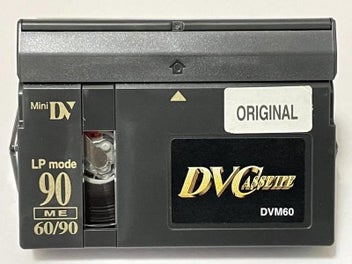 Mini DV
ORIGINAL
LP mode
90
ME
60/90
DVCASSETTE
DVM60